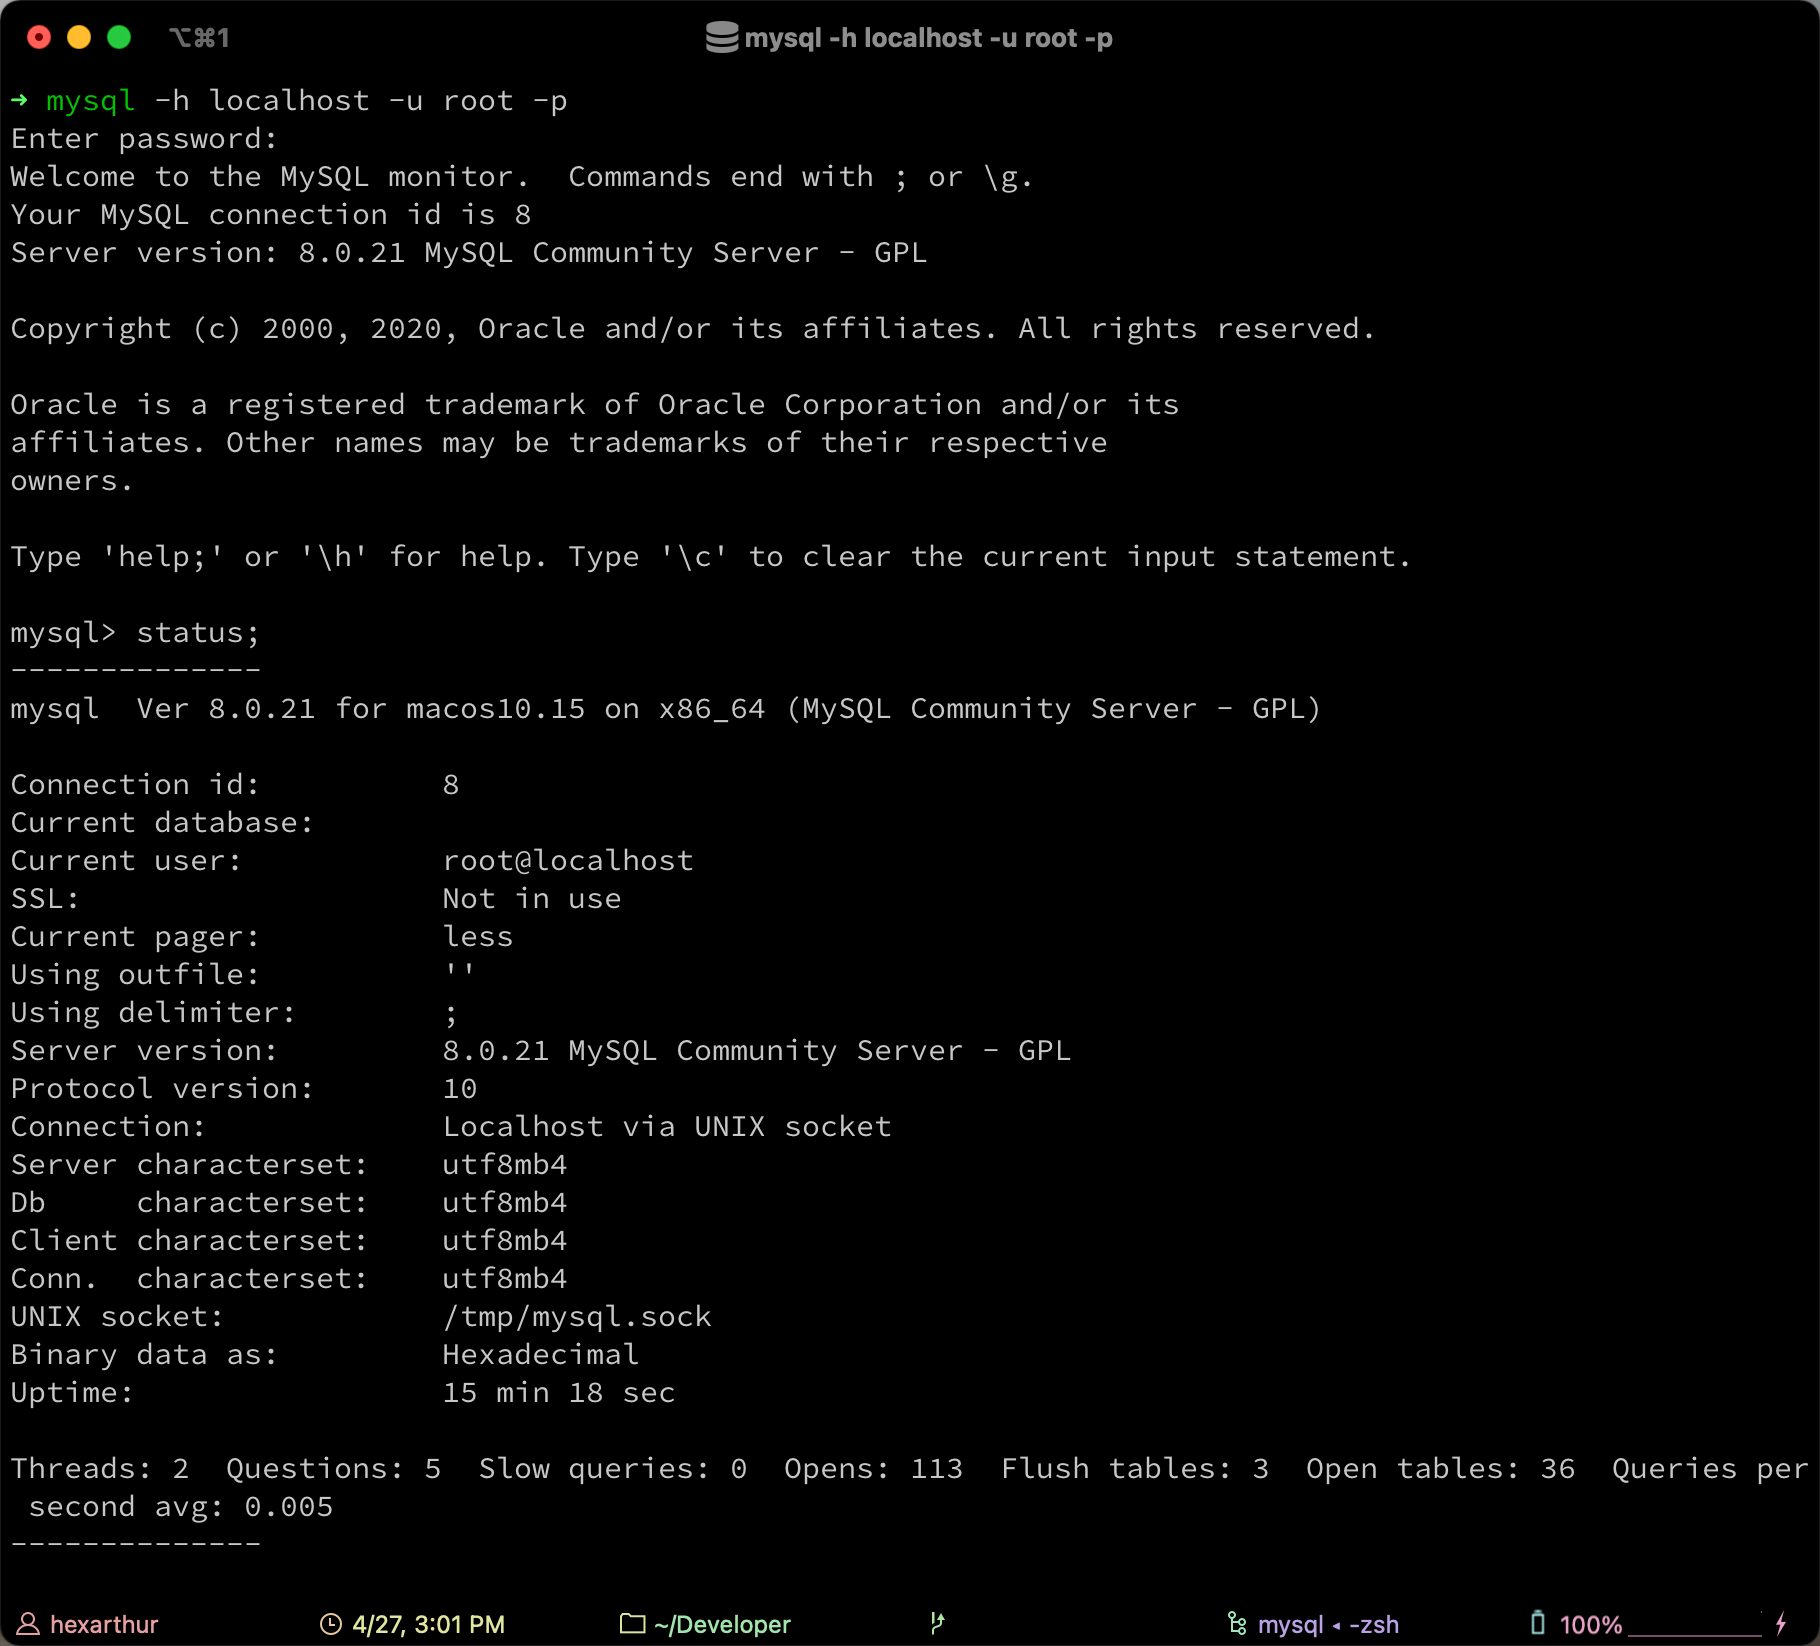 ⌥⌘1 mysql -h localhost -u root -p
➜ mysql -h localhost -u root -p
Enter password:
Welcome to the MySQL monitor.  Commands end with ; or \g.
Your MySQL connection id is 8
Server version: 8.0.21 MySQL Community Server - GPL

Copyright (c) 2000, 2020, Oracle and/or its affiliates. All rights reserved.

Oracle is a registered trademark of Oracle Corporation and/or its
affiliates. Other names may be trademarks of their respective
owners.

Type 'help;' or '\h' for help. Type '\c' to clear the current input statement.

mysql> status;
--------------
mysql  Ver 8.0.21 for macos10.15 on x86_64 (MySQL Community Server - GPL)

Connection id:          8
Current database:
Current user:           root@localhost
SSL:                    Not in use
Current pager:          less
Using outfile:          ''
Using delimiter:        ;
Server version:         8.0.21 MySQL Community Server - GPL
Protocol version:       10
Connection:             Localhost via UNIX socket
Server characterset:    utf8mb4
Db     characterset:    utf8mb4
Client characterset:    utf8mb4
Conn.  characterset:    utf8mb4
UNIX socket:            /tmp/mysql.sock
Binary data as:         Hexadecimal
Uptime:                 15 min 18 sec

Threads: 2  Questions: 5  Slow queries: 0  Opens: 113  Flush tables: 3  Open tables: 36  Queries per
 second avg: 0.005
--------------
hexarthur 4/27, 3:01 PM ~/Developer mysql ◂ -zsh 100%